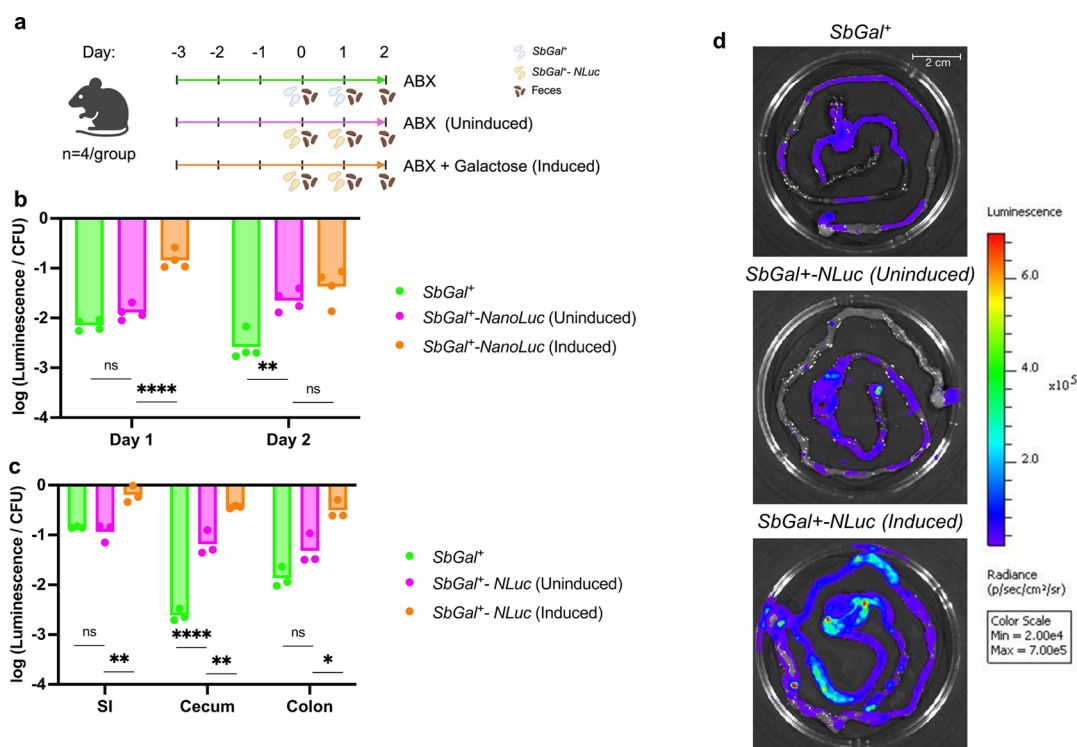 a
Day:
-3 -2 -1 0 1 2
n=4/group
ABX
ABX (Uninduced)
ABX + Galactose (Induced)
SbGal⁺
SbGal⁺- NLuc
Feces
b
log (Luminescence / CFU)
0
-1
-2
-3
-4
ns
****
**
ns
Day 1
Day 2
SbGal⁺
SbGal⁺-NanoLuc (Uninduced)
SbGal⁺-NanoLuc (Induced)
c
log (Luminescence / CFU)
0
-1
-2
-3
-4
ns
**
****
**
ns
*
SI
Cecum
Colon
SbGal⁺
SbGal⁺- NLuc (Uninduced)
SbGal⁺- NLuc (Induced)
d
SbGal⁺
2 cm
SbGal+-NLuc (Uninduced)
SbGal+-NLuc (Induced)
Luminescence
6.0
4.0
x10⁵
2.0
Radiance
(p/sec/cm²/sr)
Color Scale
Min = 2.00e4
Max = 7.00e5